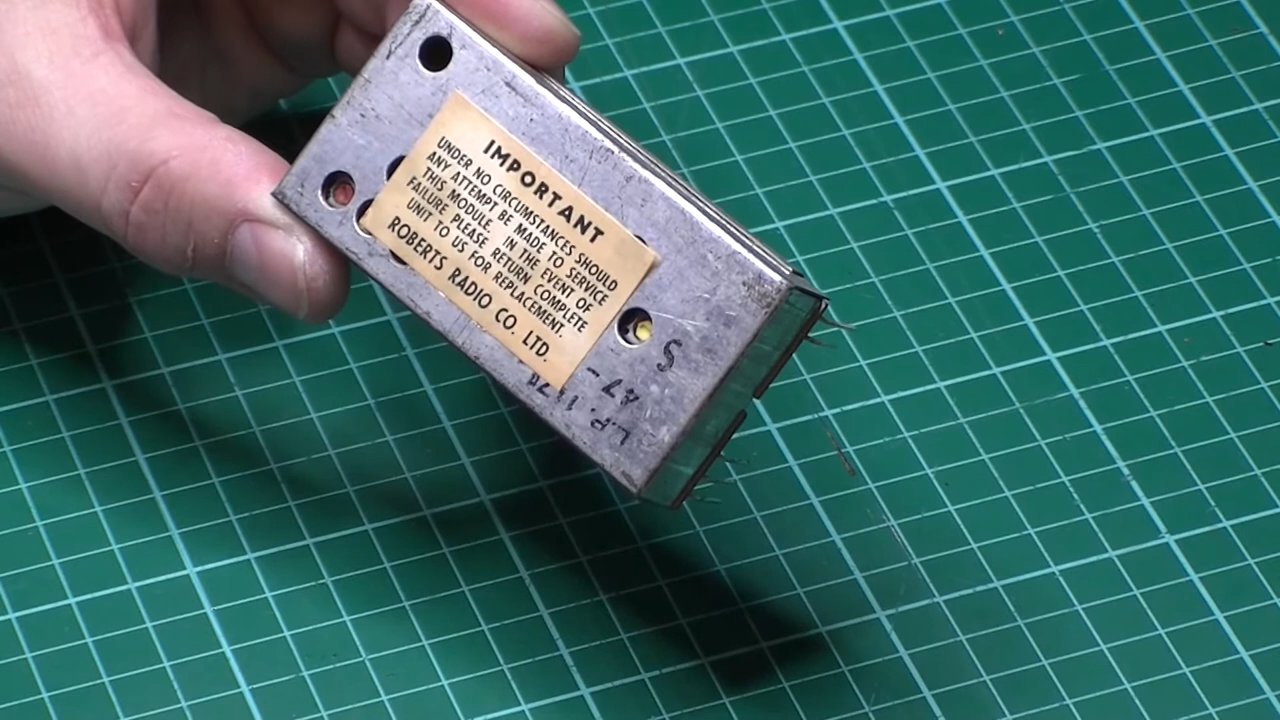 IMPORTANT
UNDER NO CIRCUMSTANCES SHOULD
ANY ATTEMPT BE MADE TO SERVICE
THIS MODULE. IN THE EVENT OF
FAILURE PLEASE RETURN COMPLETE
UNIT TO US FOR REPLACEMENT.
ROBERTS RADIO CO. LTD.
S
A7-
L.P.